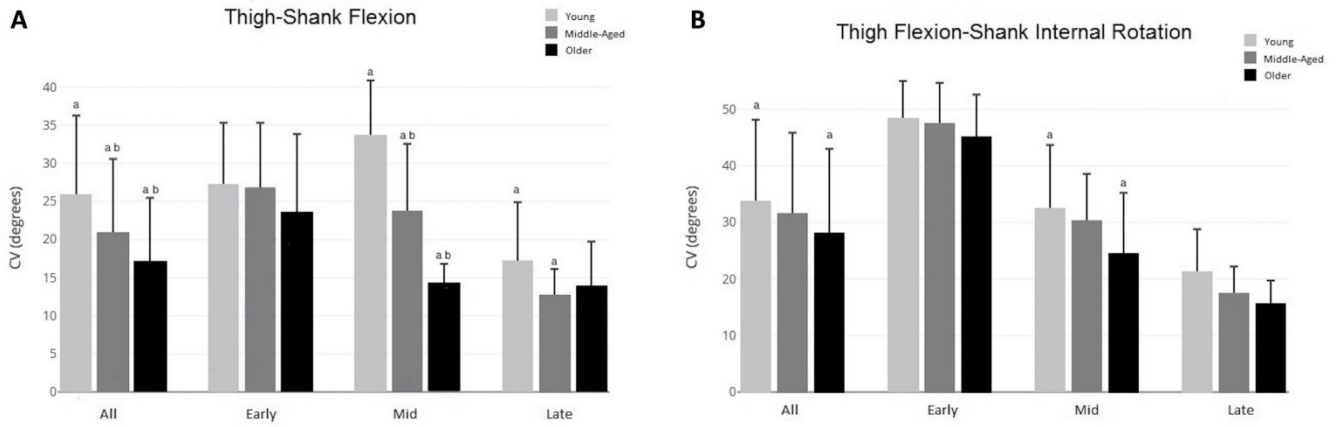 A
Thigh-Shank Flexion
Young
Middle-Aged
Older
CV (degrees)
40
35
30
25
20
15
10
5
0
a
a b
a b
a
a b
a b
a
a
All
Early
Mid
Late
B
Thigh Flexion-Shank Internal Rotation
Young
Middle-Aged
Older
CV (degrees)
50
40
30
20
10
0
a
a
a
a
All
Early
Mid
Late